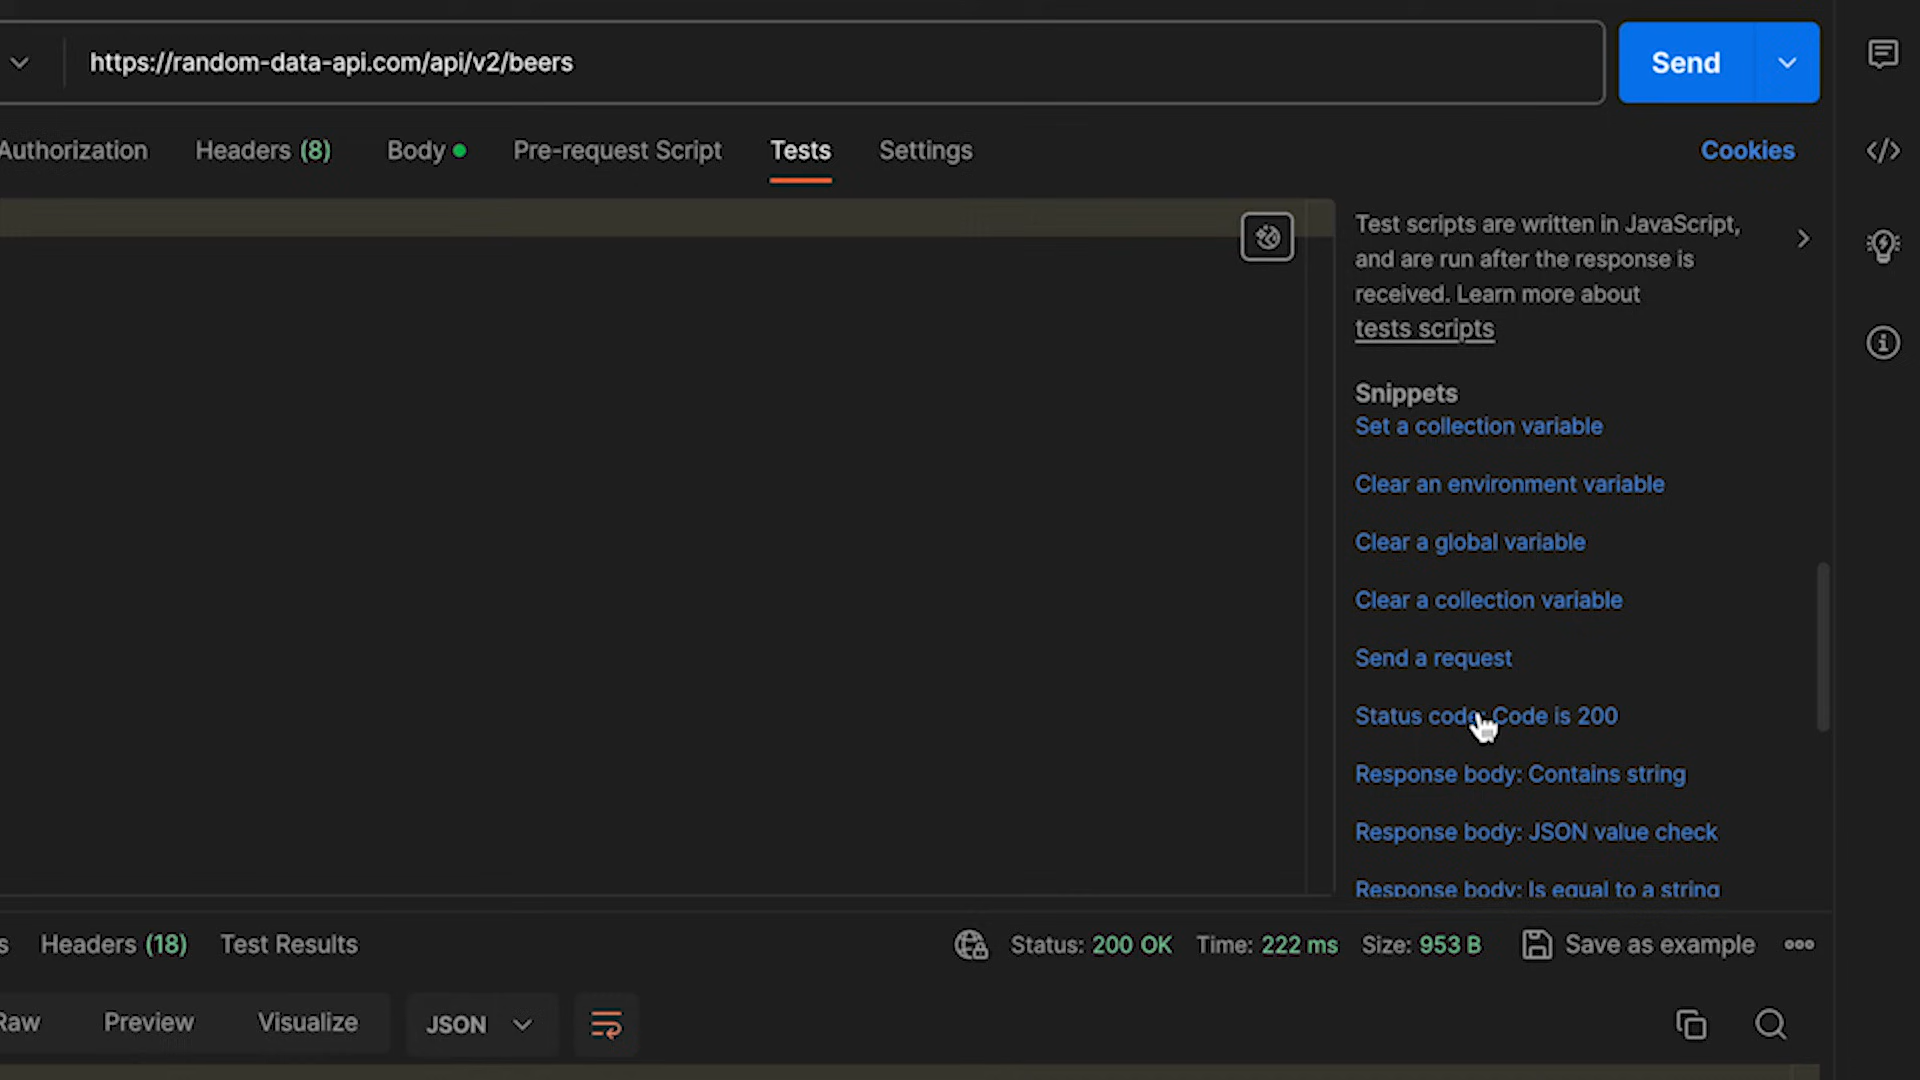 https://random-data-api.com/api/v2/beers
Send
Authorization
Headers (8)
Body
Pre-request Script
Tests
Settings
Cookies
Test scripts are written in JavaScript,
and are run after the response is
received. Learn more about
tests scripts
Snippets
Set a collection variable
Clear an environment variable
Clear a global variable
Clear a collection variable
Send a request
Status code: Code is 200
Response body: Contains string
Response body: JSON value check
Response body: Is equal to a string
s
Headers (18)
Test Results
Status: 200 OK
Time: 222 ms
Size: 953 B
Save as example
Raw
Preview
Visualize
JSON